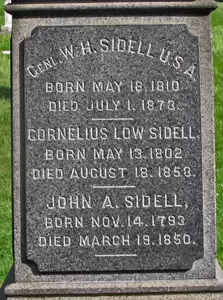 GENL. W. H. SIDELL U.S.A.
BORN MAY 18. 1810
DIED JULY 1. 1873.
CORNELIUS LOW SIDELL,
BORN MAY 13. 1802
DIED AUGUST 18. 1859.
JOHN A. SIDELL,
BORN NOV. 14. 1793
DIED MARCH 19. 1850.